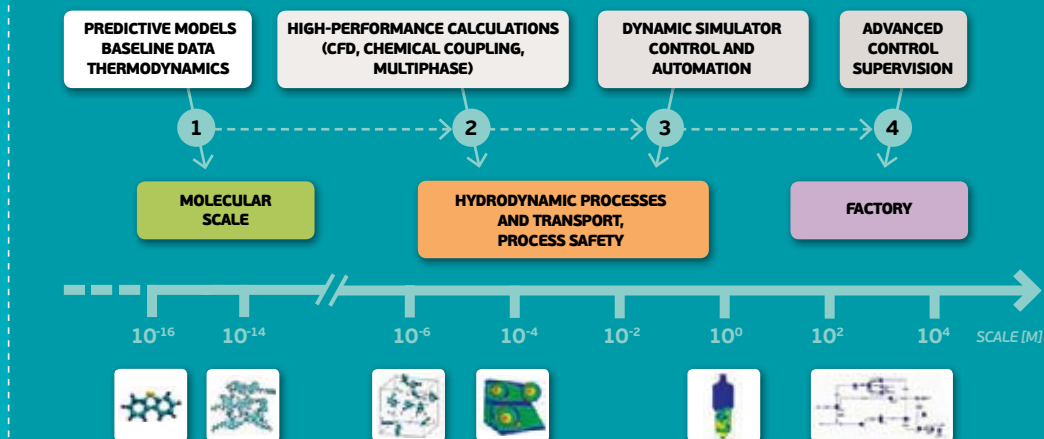 PREDICTIVE MODELS
BASELINE DATA
THERMODYNAMICS
HIGH-PERFORMANCE CALCULATIONS
(CFD, CHEMICAL COUPLING,
MULTIPHASE)
DYNAMIC SIMULATOR
CONTROL AND
AUTOMATION
ADVANCED
CONTROL
SUPERVISION
1
2
3
4
MOLECULAR
SCALE
HYDRODYNAMIC PROCESSES
AND TRANSPORT,
PROCESS SAFETY
FACTORY
10⁻¹⁶
10⁻¹⁴
10⁻⁶
10⁻⁴
10⁻²
10⁰
10²
10⁴
SCALE [M]